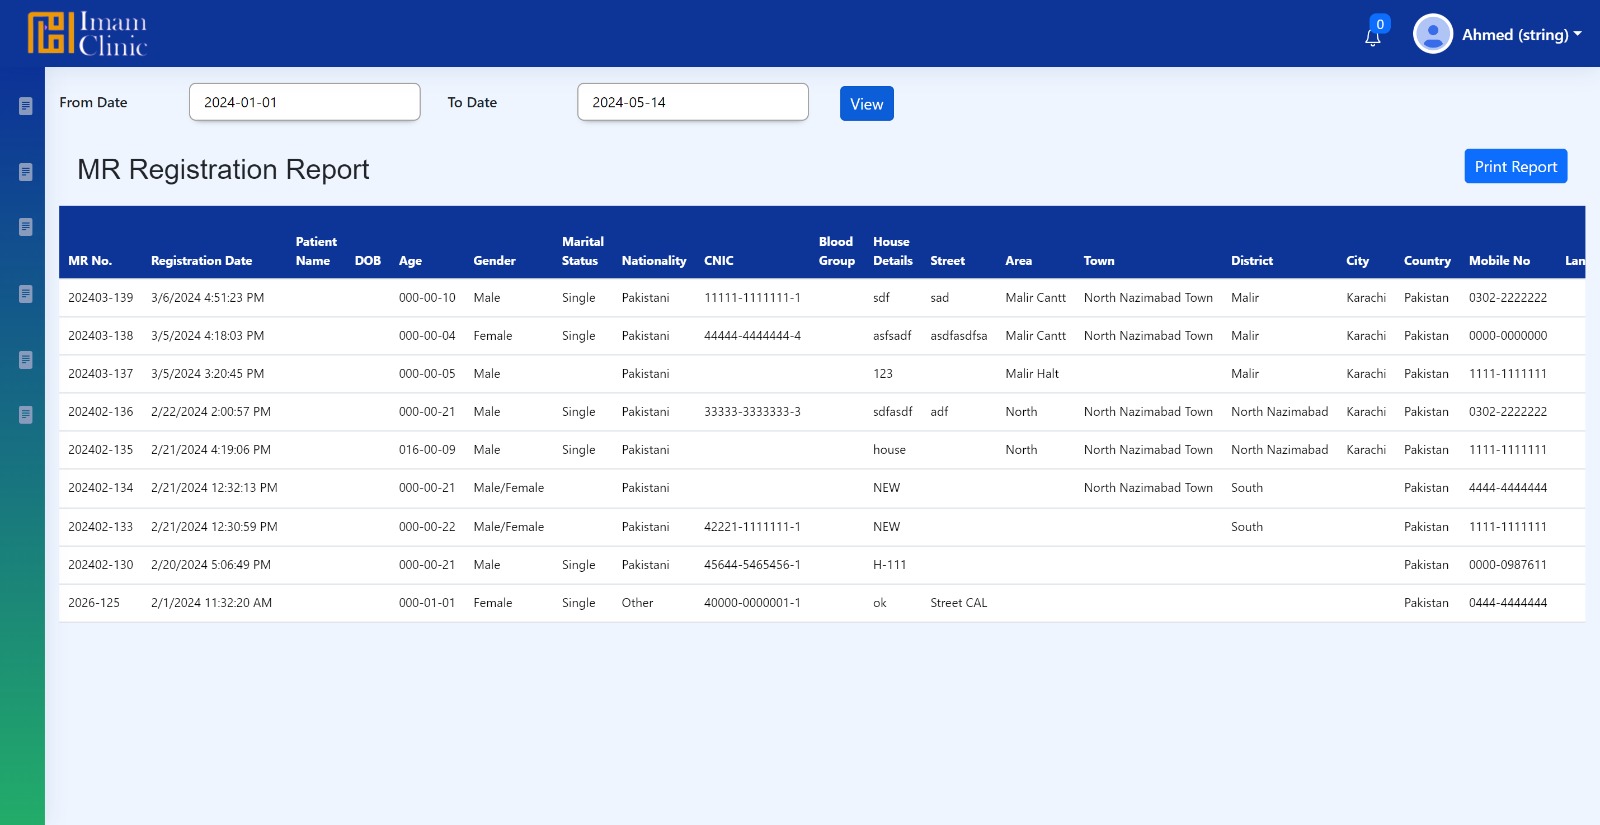 Imam
Clinic
0
Ahmed (string)
From Date 2024-01-01 To Date 2024-05-14 View
MR Registration Report
Print Report
MR No. Registration Date Patient Name DOB Age Gender Marital Status Nationality CNIC Blood Group House Details Street Area Town District City Country Mobile No Lan
202403-139 3/6/2024 4:51:23 PM 000-00-10 Male Single Pakistani 11111-1111111-1 sdf sad Malir Cantt North Nazimabad Town Malir Karachi Pakistan 0302-2222222
202403-138 3/5/2024 4:18:03 PM 000-00-04 Female Single Pakistani 44444-4444444-4 asfsadf asdfasdfsa Malir Cantt North Nazimabad Town Malir Karachi Pakistan 0000-0000000
202403-137 3/5/2024 3:20:45 PM 000-00-05 Male Pakistani 123 Malir Halt Malir Karachi Pakistan 1111-1111111
202402-136 2/22/2024 2:00:57 PM 000-00-21 Male Single Pakistani 33333-3333333-3 sdfasdf adf North North Nazimabad Town North Nazimabad Karachi Pakistan 0302-2222222
202402-135 2/21/2024 4:19:06 PM 016-00-09 Male Single Pakistani house North North Nazimabad Town North Nazimabad Karachi Pakistan 1111-1111111
202402-134 2/21/2024 12:32:13 PM 000-00-21 Male/Female Pakistani NEW North Nazimabad Town South Pakistan 4444-4444444
202402-133 2/21/2024 12:30:59 PM 000-00-22 Male/Female Pakistani 42221-1111111-1 NEW South Pakistan 1111-1111111
202402-130 2/20/2024 5:06:49 PM 000-00-21 Male Single Pakistani 45644-5465456-1 H-111 Pakistan 0000-0987611
2026-125 2/1/2024 11:32:20 AM 000-01-01 Female Single Other 40000-0000001-1 ok Street CAL Pakistan 0444-4444444